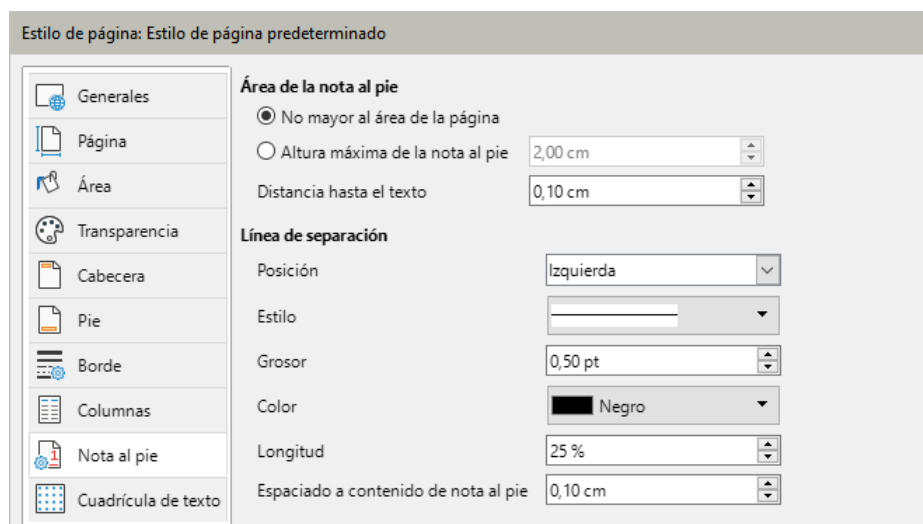 Estilo de página: Estilo de página predeterminado
Generales
Página
Área
Transparencia
Cabecera
Pie
Borde
Columnas
1
Nota al pie
Cuadrícula de texto
Área de la nota al pie
No mayor al área de la página
Altura máxima de la nota al pie 2,00 cm
Distancia hasta el texto 0,10 cm
Línea de separación
Posición Izquierda
Estilo
Grosor 0,50 pt
Color Negro
Longitud 25 %
Espaciado a contenido de nota al pie 0,10 cm